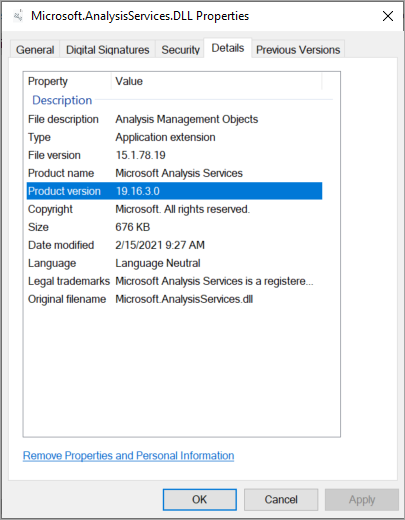 Microsoft.AnalysisServices.DLL Properties
General Digital Signatures Security Details Previous Versions
Property Value
Description
File description Analysis Management Objects
Type Application extension
File version 15.1.78.19
Product name Microsoft Analysis Services
Product version 19.16.3.0
Copyright Microsoft. All rights reserved.
Size 676 KB
Date modified 2/15/2021 9:27 AM
Language Language Neutral
Legal trademarks Microsoft Analysis Services is a registere...
Original filename Microsoft.AnalysisServices.dll
Remove Properties and Personal Information
OK Cancel Apply